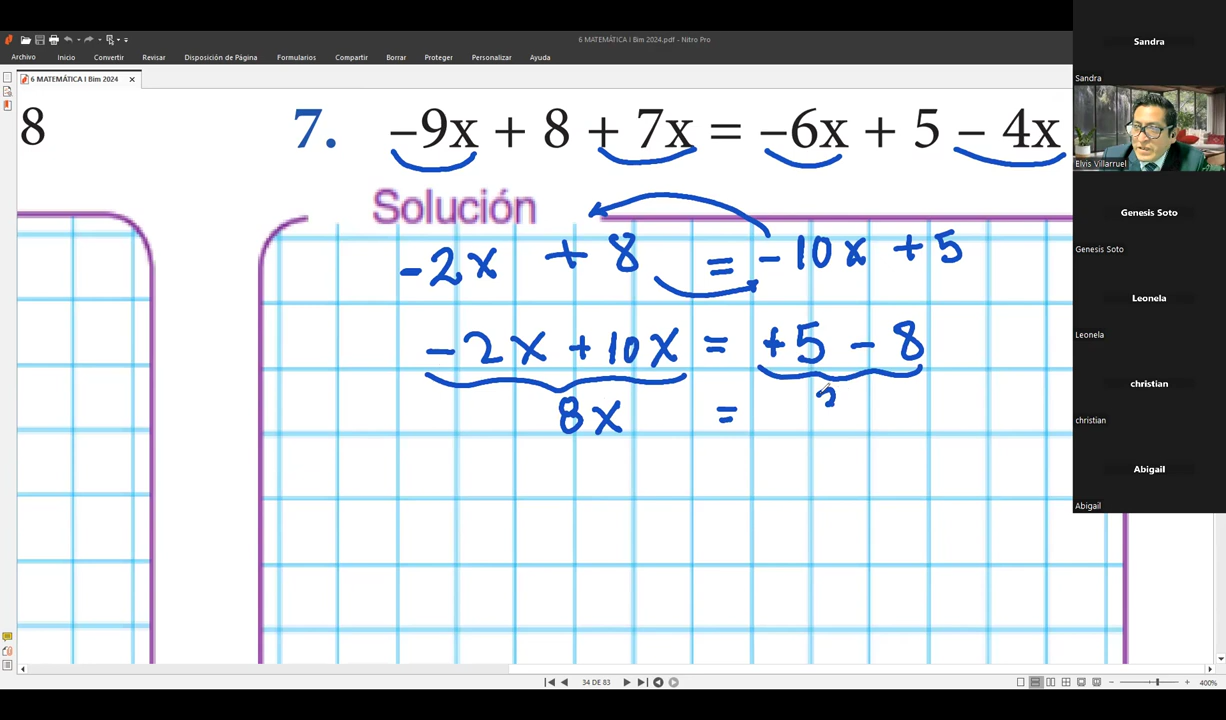 Sandra
6 MATEMÁTICA I Bim 2024.pdf - Nitro Pro
Archivo Inicio Convertir Revisar Disposición de Página Formularios Compartir Borrar Proteger Personalizar Ayuda
Sandra
6 MATEMÁTICA I Bim 2024
8
7. –9x + 8 + 7x = –6x + 5 – 4x
Elvis Villarruel
Solución
Genesis Soto
Genesis Soto
-2x + 8 = -10x + 5
Leonela
Leonela
-2x + 10x = +5 - 8
christian
8x =
christian
Abigail
Abigail
34 DE 83
400%